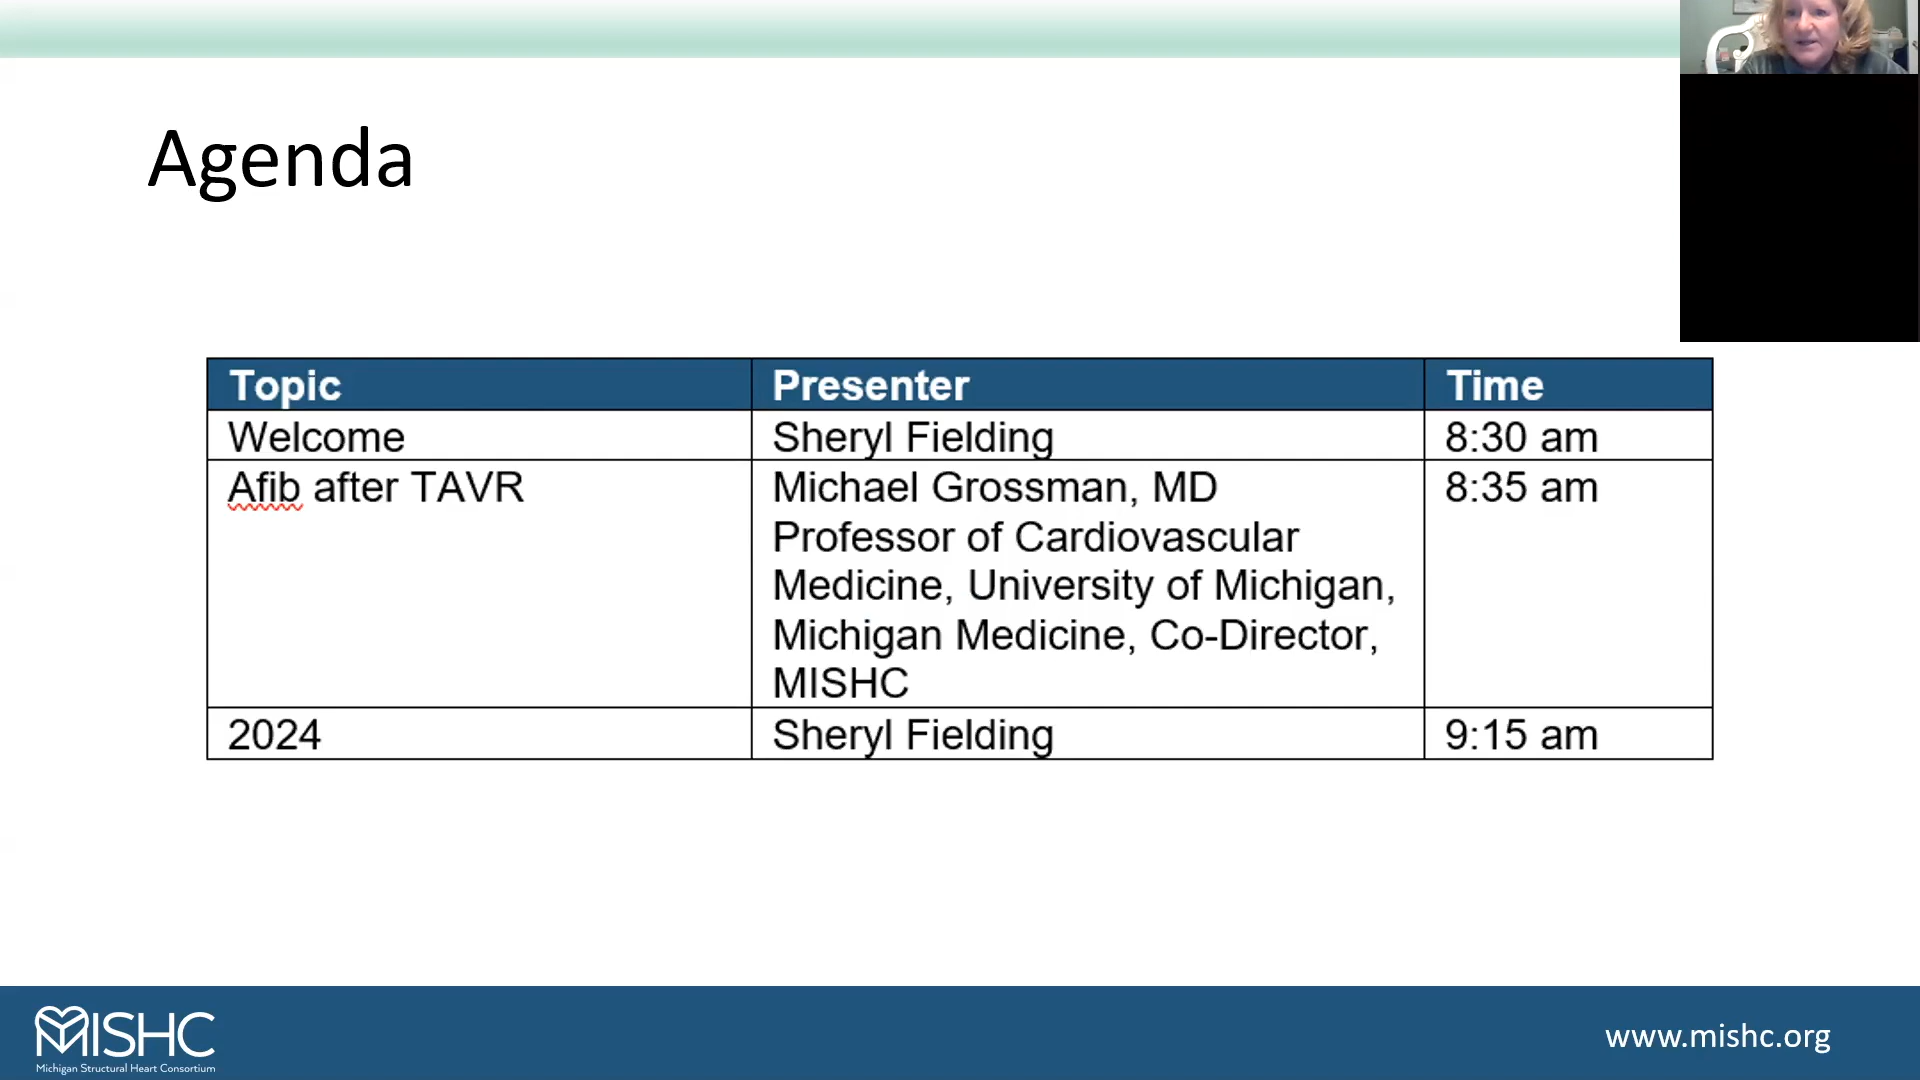 Agenda
Topic Presenter Time
Welcome Sheryl Fielding 8:30 am
Afib after TAVR Michael Grossman, MD 8:35 am
Professor of Cardiovascular
Medicine, University of Michigan,
Michigan Medicine, Co-Director,
MISHC
2024 Sheryl Fielding 9:15 am
MISHC
Michigan Structural Heart Consortium
www.mishc.org